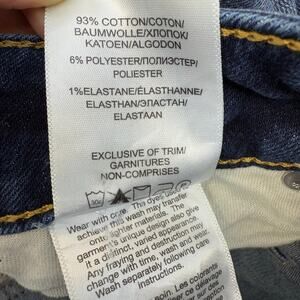 93% COTTON/COTON/
BAUMWOLLE/ХЛОПОК/
KATOEN/ALGODON
6% POLYESTER/ПОЛИЭСТЕР/
POLIESTER
1%ELASTANE/ÉLASTHANNE/
ELASTHAN/ЭЛАСТАН/
ELASTAAN
EXCLUSIVE OF TRIM/
GARNITURES
NON-COMPRISES
Wear with care. The dyes used to
achieve this wash may transfer
onto lighter materials. The
garment's unique design also give
it a distinct, varied appearance.
Any fraying and destruction may
change with time, wash and wear.
Wash separately following care
instructions.
Les colorants